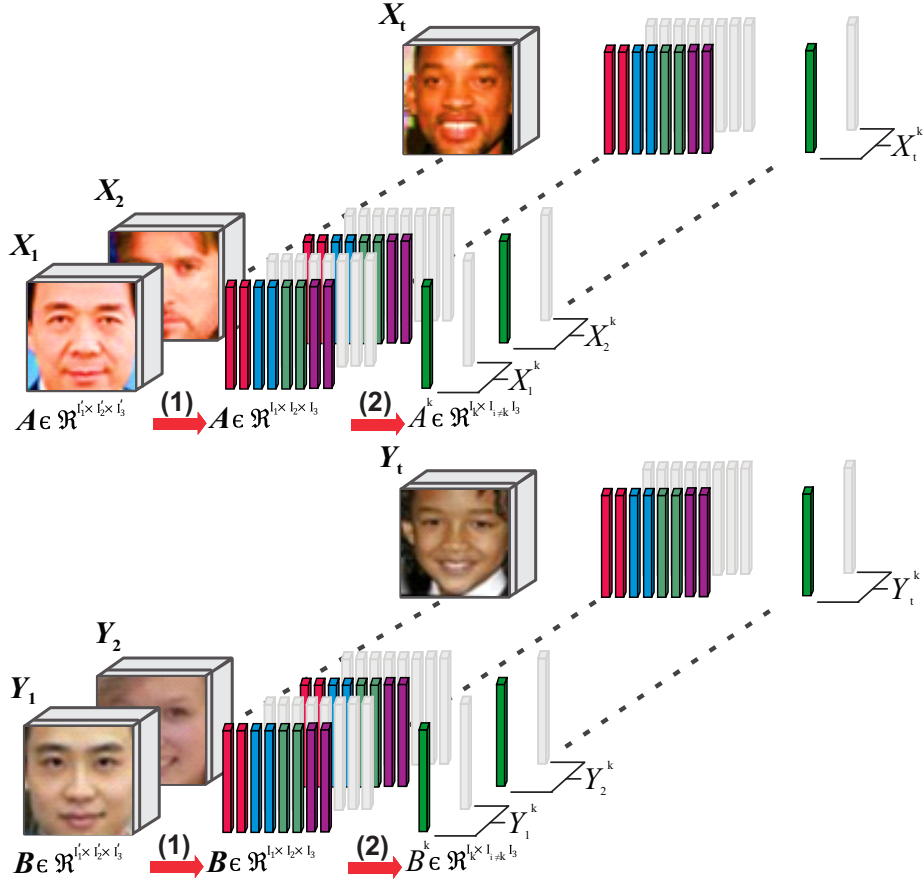 X_t
X_t^k
X_2
X_1
X_2^k
X_1^k
A ϵ ℜ^{I'_1 × I'_2 × I'_3} (1) A ϵ ℜ^{I_1 × I_2 × I_3} (2) A^k ϵ ℜ^{I_k × I_{i≠k} I_3}
Y_t
Y_t^k
Y_2
Y_1
Y_2^k
Y_1^k
B ϵ ℜ^{I'_1 × I'_2 × I'_3} (1) B ϵ ℜ^{I_1 × I_2 × I_3} (2) B^k ϵ ℜ^{I_k × I_{i≠k} I_3}